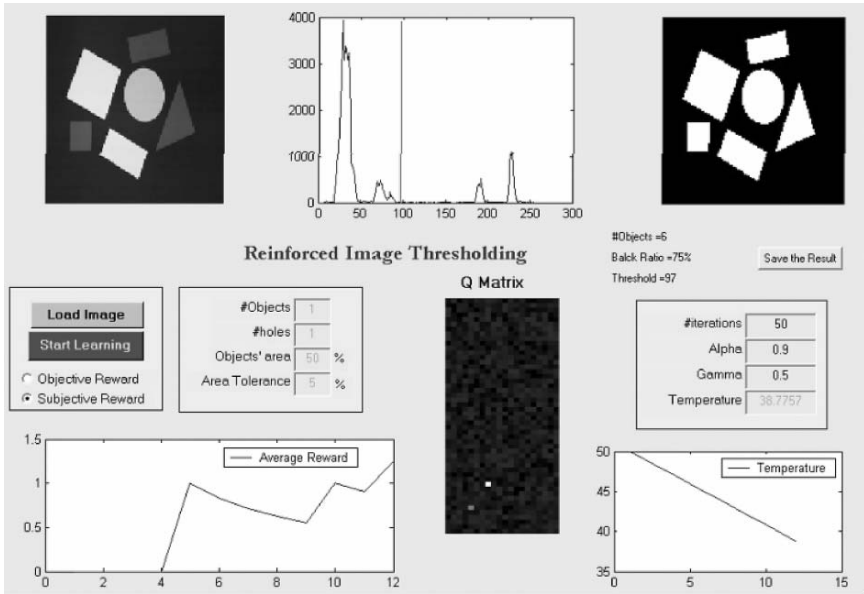 4000
3000
2000
1000
0
0 50 100 150 200 250 300
Reinforced Image Thresholding
#Objects =6
Balck Ratio =75%
Threshold =97
Save the Result
Load Image
Start Learning
Objective Reward
Subjective Reward
#Objects 1
#holes 1
Objects' area 50 %
Area Tolerance 5 %
Q Matrix
#iterations 50
Alpha 0.9
Gamma 0.5
Temperature 38.7757
1.5
1
0.5
0
Average Reward
0 2 4 6 8 10 12
50
45
40
35
Temperature
0 5 10 15